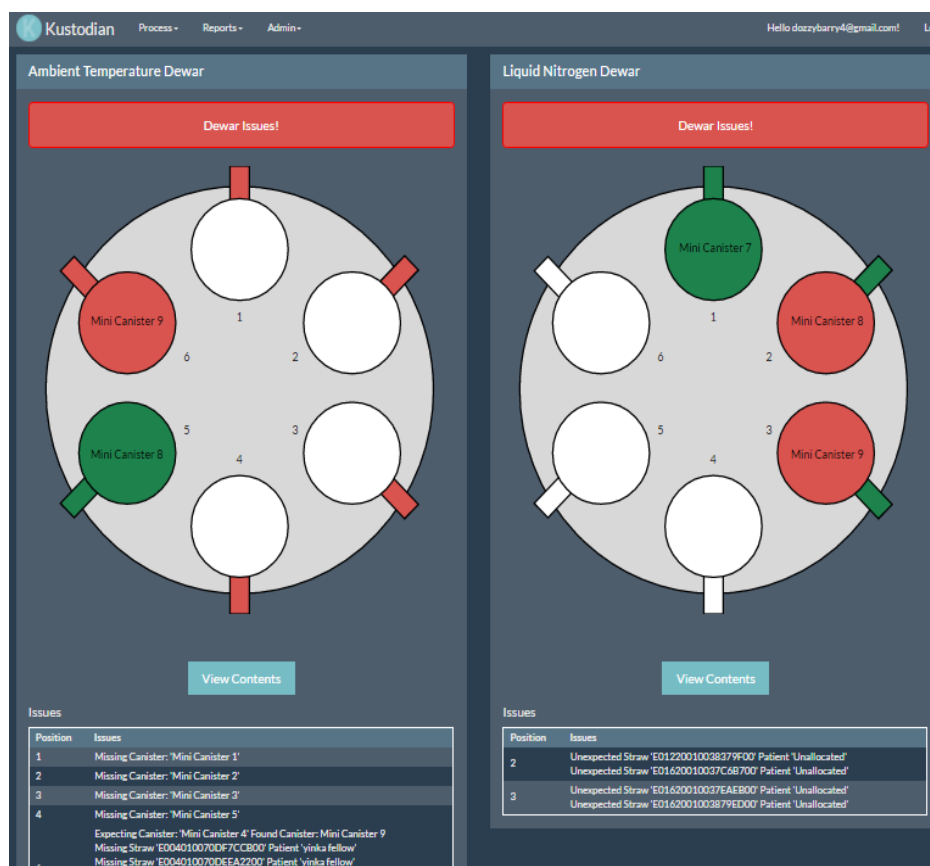 Kustodian Process Reports Admin Hello dozzybarry4@gmail.com!
Ambient Temperature Dewar
Dewar Issues!
Mini Canister 9
1
6
2
5
3
Mini Canister 8
4
View Contents
Issues
Position Issues
1 Missing Canister: 'Mini Canister 1'
2 Missing Canister: 'Mini Canister 2'
3 Missing Canister: 'Mini Canister 3'
4 Missing Canister: 'Mini Canister 5'
Expecting Canister: 'Mini Canister 4' Found Canister: Mini Canister 9
Missing Straw 'E004010070DF7CCB00' Patient 'yinka fellow'
Missing Straw 'E004010070DEEA2200' Patient 'yinka fellow'
Liquid Nitrogen Dewar
Dewar Issues!
Mini Canister 7
Mini Canister 8
1
6
2
5
3
Mini Canister 9
4
View Contents
Issues
Position Issues
2
Unexpected Straw 'E01220010038379F00' Patient 'Unallocated'
Unexpected Straw 'E01620010037C6B700' Patient 'Unallocated'
3
Unexpected Straw 'E01620010037EAEB00' Patient 'Unallocated'
Unexpected Straw 'E0162001003879ED00' Patient 'Unallocated'